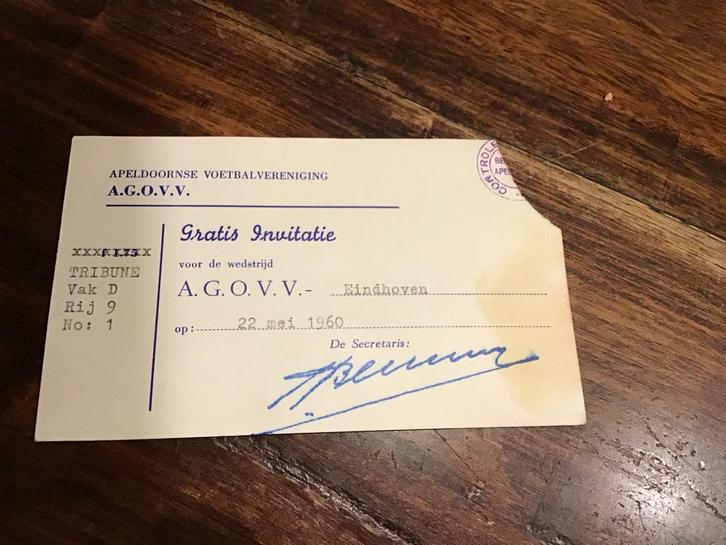 APELDOORNSE VOETBALVERENIGING
A.G.O.V.V.
CONTROLE
Gratis Invitatie
voor de wedstrijd
A.G.O.V.V.- Eindhoven
op: 22 mei 1960
De Secretaris:
TRIBUNE
Vak D
Rij 9
No: 1